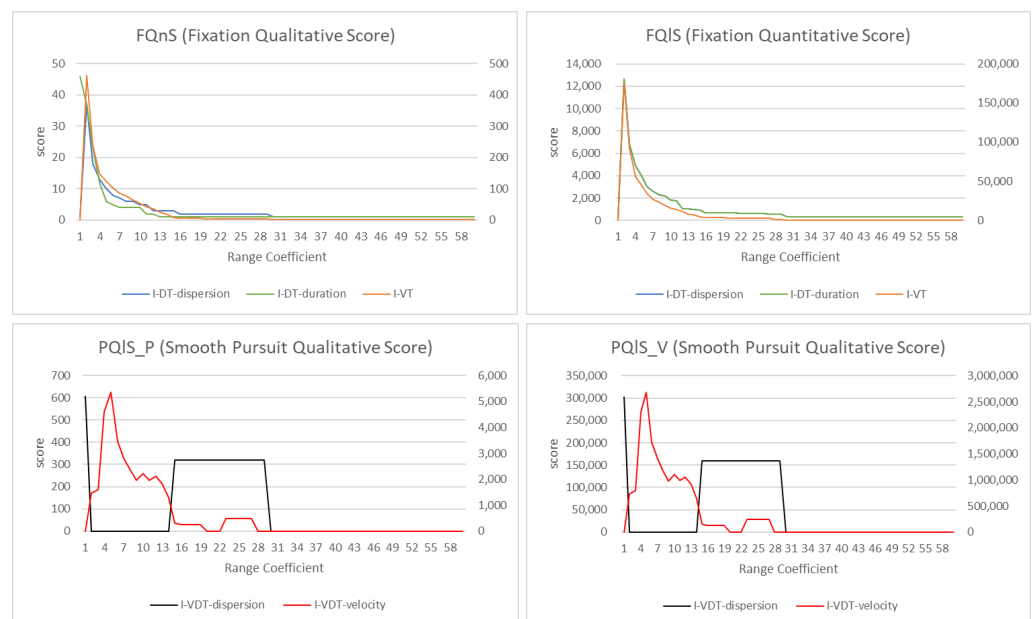 FQnS (Fixation Qualitative Score)
50 500
40 400
30 300
20 200
10 100
0 0
score
1 4 7 10 13 16 19 22 25 28 31 34 37 40 43 46 49 52 55 58
Range Coefficient
I-DT-dispersion I-DT-duration I-VT
FQlS (Fixation Quantitative Score)
14,000 200,000
12,000
10,000 150,000
8,000
6,000 100,000
4,000 50,000
2,000
0 0
score
1 4 7 10 13 16 19 22 25 28 31 34 37 40 43 46 49 52 55 58
Range Coefficient
I-DT-dispersion I-DT-duration I-VT
PQlS_P (Smooth Pursuit Qualitative Score)
700 6,000
600 5,000
500 4,000
400
300 3,000
200 2,000
100 1,000
0 0
score
1 4 7 10 13 16 19 22 25 28 31 34 37 40 43 46 49 52 55 58
Range Coefficient
I-VDT-dispersion I-VDT-velocity
PQlS_V (Smooth Pursuit Qualitative Score)
350,000 3,000,000
300,000 2,500,000
250,000 2,000,000
200,000
150,000 1,500,000
100,000 1,000,000
50,000 500,000
0 0
score
1 4 7 10 13 16 19 22 25 28 31 34 37 40 43 46 49 52 55 58
Range Coefficient
I-VDT-dispersion I-VDT-velocity